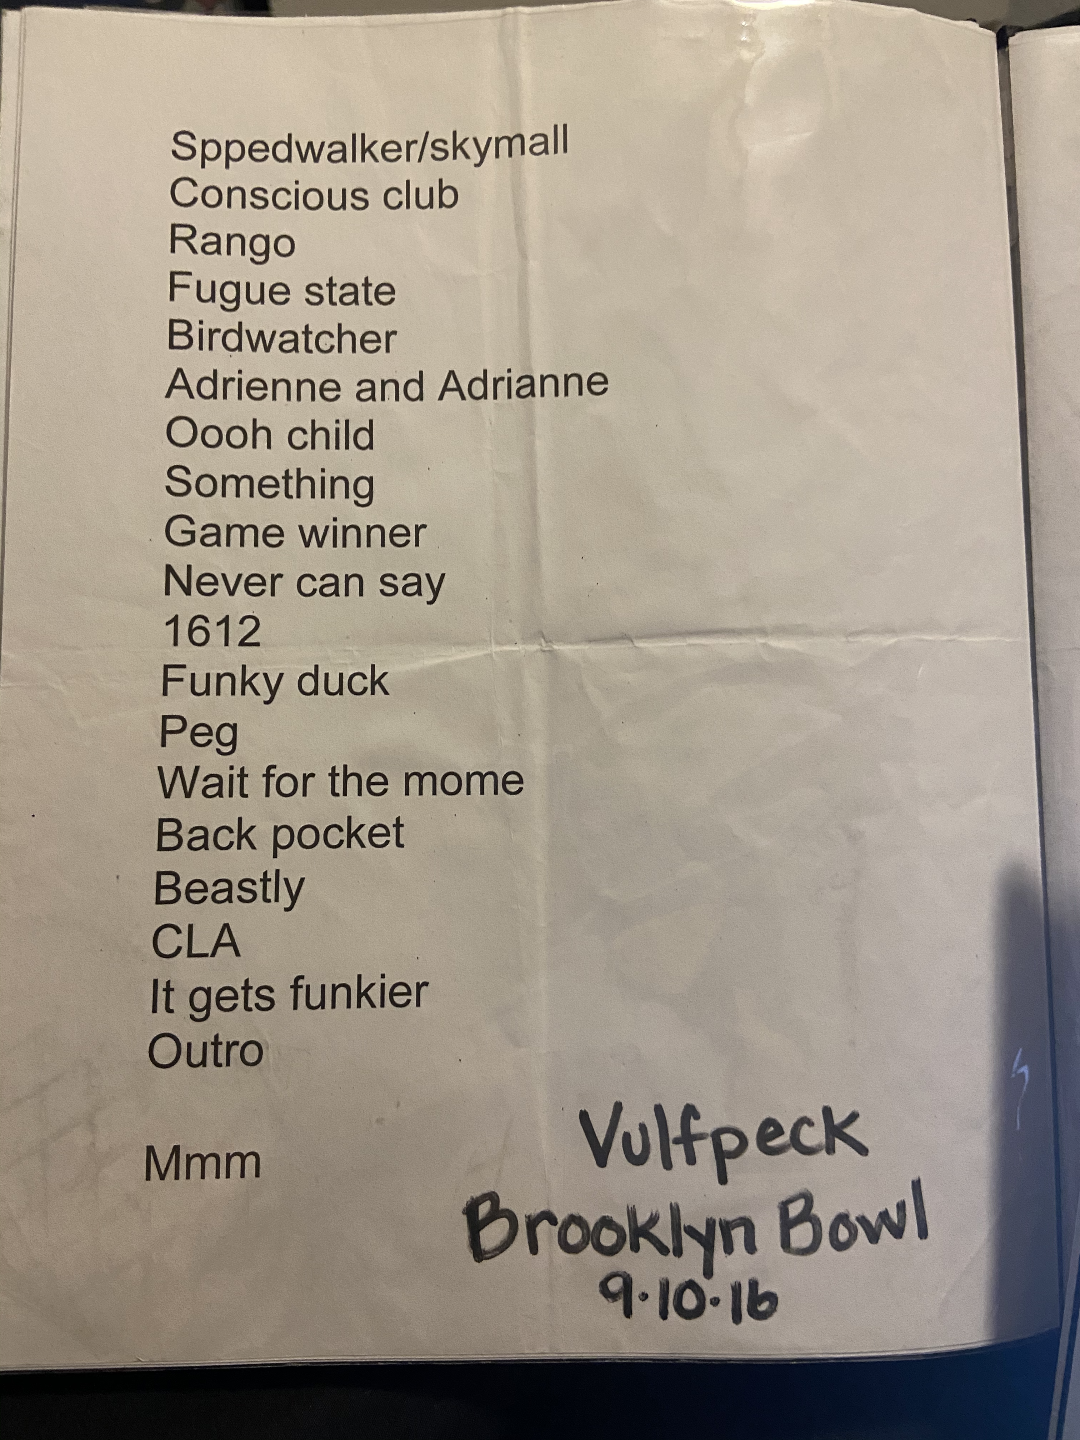 Sppedwalker/skymall
Conscious club
Rango
Fugue state
Birdwatcher
Adrienne and Adrianne
Oooh child
Something
Game winner
Never can say
1612
Funky duck
Peg
Wait for the mome
Back pocket
Beastly
CLA
It gets funkier
Outro
Mmm
Vulfpeck
Brooklyn Bowl
9·10·16